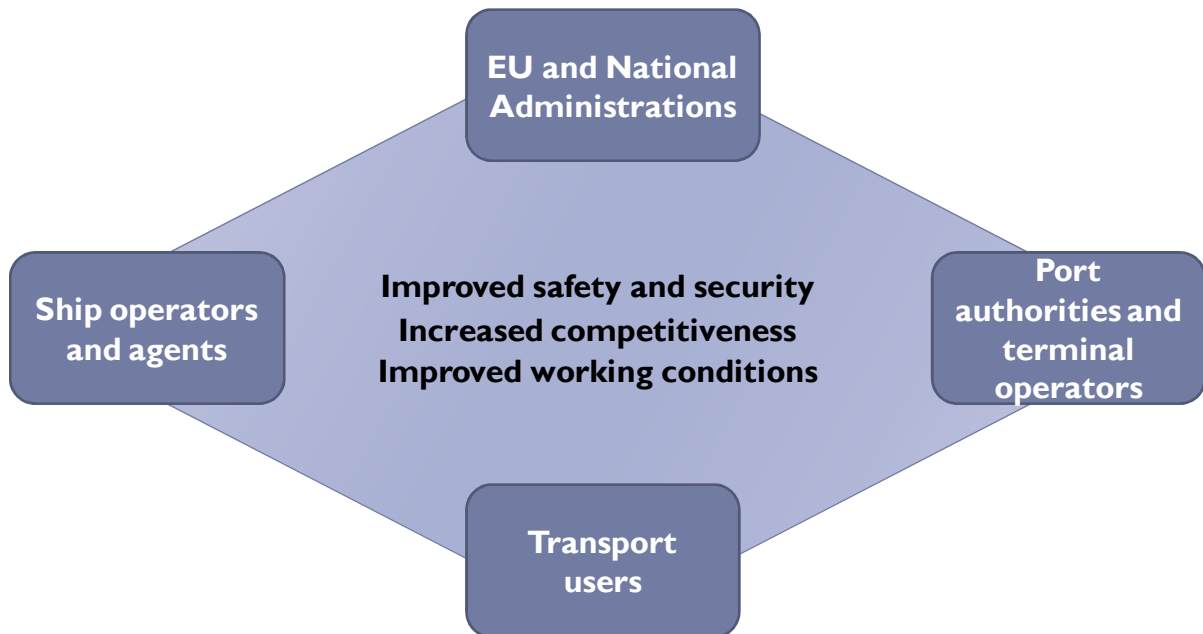 EU and National
Administrations
Ship operators
and agents
Improved safety and security
Increased competitiveness
Improved working conditions
Port
authorities and
terminal
operators
Transport
users